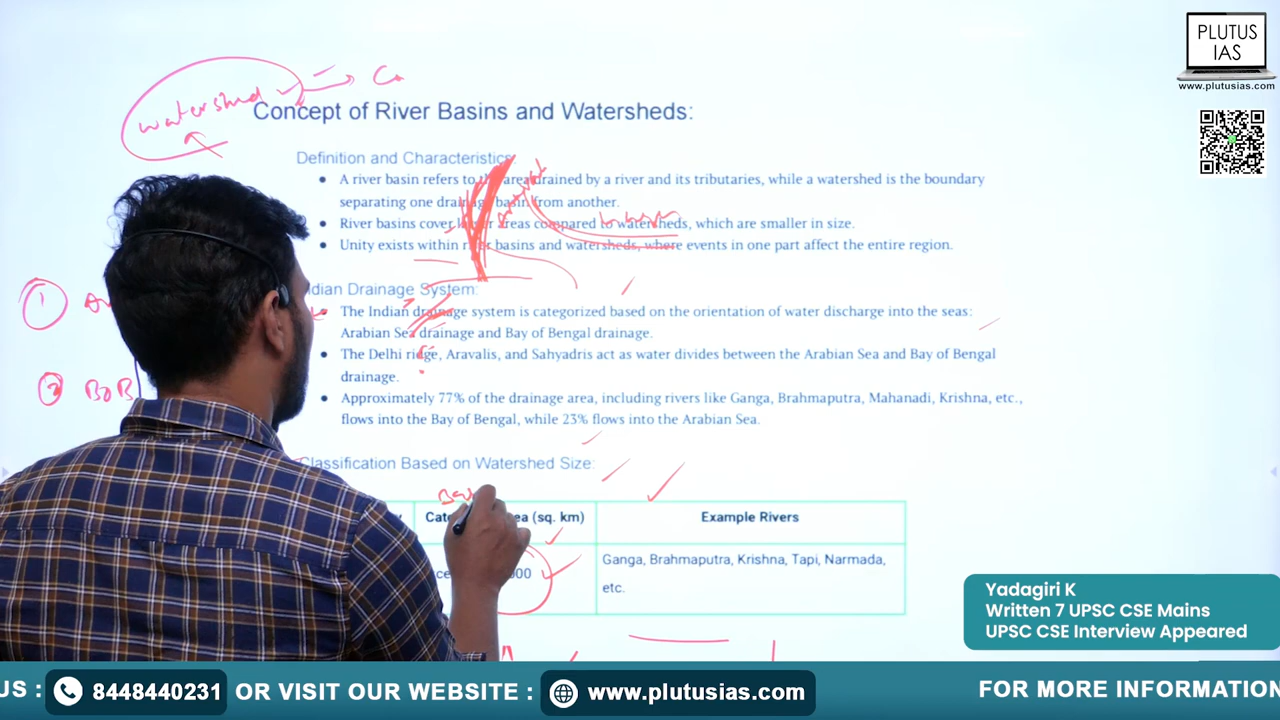 PLUTUS
IAS
www.plutusias.com
watershed
Concept of River Basins and Watersheds:
Definition and Characteristics
A river basin refers to the area drained by a river and its tributaries, while a watershed is the boundary
separating one drainage basin from another.
River basins cover larger areas compared to watersheds, which are smaller in size.
Unity exists within river basins and watersheds, where events in one part affect the entire region.
Indian Drainage System:
The Indian drainage system is categorized based on the orientation of water discharge into the seas:
Arabian Sea drainage and Bay of Bengal drainage.
The Delhi ridge, Aravalis, and Sahyadris act as water divides between the Arabian Sea and Bay of Bengal
drainage.
Approximately 77% of the drainage area, including rivers like Ganga, Brahmaputra, Mahanadi, Krishna, etc.,
flows into the Bay of Bengal, while 23% flows into the Arabian Sea.
1
2 BOB
Classification Based on Watershed Size:
(sq. km) Example Rivers
Ganga, Brahmaputra, Krishna, Tapi, Narmada,
etc.
Yadagiri K
Written 7 UPSC CSE Mains
UPSC CSE Interview Appeared
US : 8448440231 OR VISIT OUR WEBSITE : www.plutusias.com FOR MORE INFORMATION